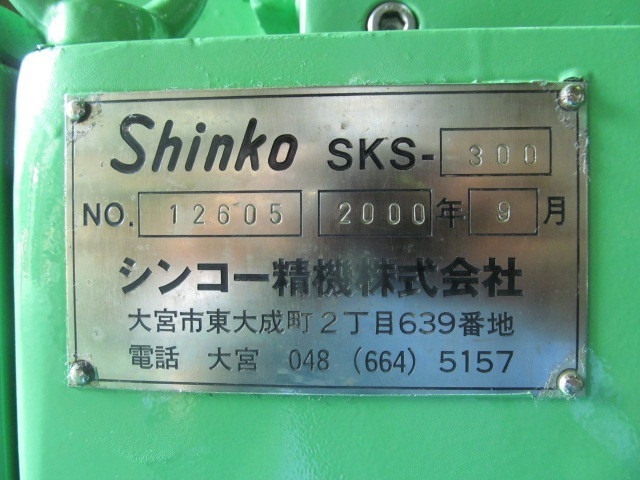 Shinko SKS-300
NO. 12605 2000年 9月
シンコー精機株式会社
大宮市東大成町2丁目639番地
電話 大宮 048 (664) 5157